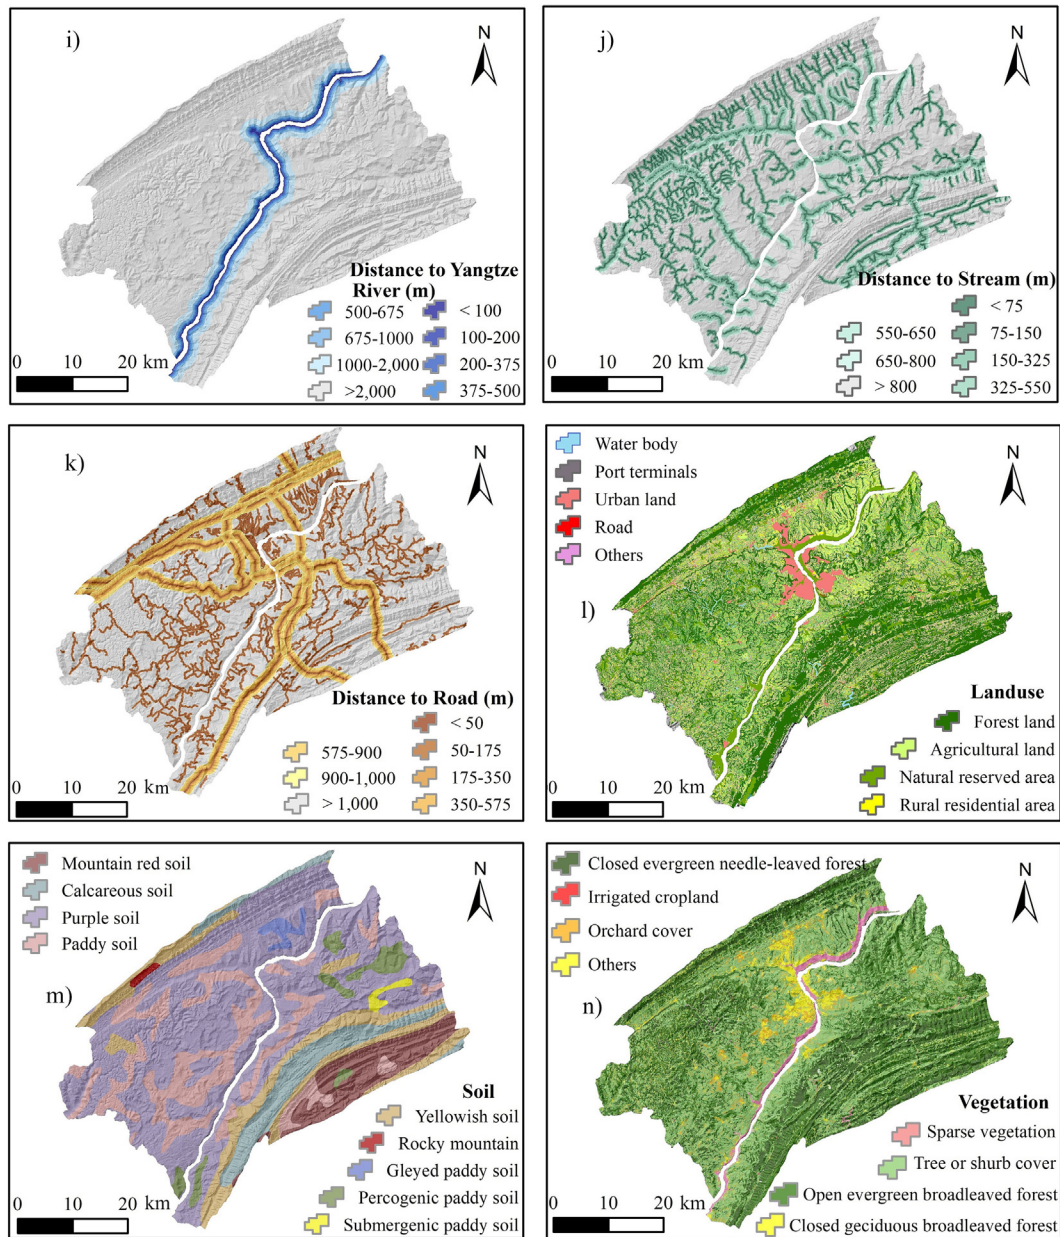 i)
N
Distance to Yangtze
River (m)
500-675
< 100
675-1000
100-200
1000-2,000
200-375
>2,000
375-500
0 10 20 km
j)
N
Distance to Stream (m)
< 75
550-650
75-150
650-800
150-325
> 800
325-550
0 10 20 km
k)
N
Distance to Road (m)
< 50
575-900
50-175
900-1,000
175-350
> 1,000
350-575
0 10 20 km
Water body
Port terminals
Urban land
Road
Others
N
l)
Landuse
Forest land
Agricultural land
Natural reserved area
Rural residential area
0 10 20 km
Mountain red soil
Calcareous soil
Purple soil
Paddy soil
N
m)
Soil
Yellowish soil
Rocky mountain
Gleyed paddy soil
Percogenic paddy soil
Submergenic paddy soil
0 10 20 km
Closed evergreen needle-leaved forest
Irrigated cropland
Orchard cover
Others
N
n)
Vegetation
Sparse vegetation
Tree or shurb cover
Open evergreen broadleaved forest
Closed geciduous broadleaved forest
0 10 20 km